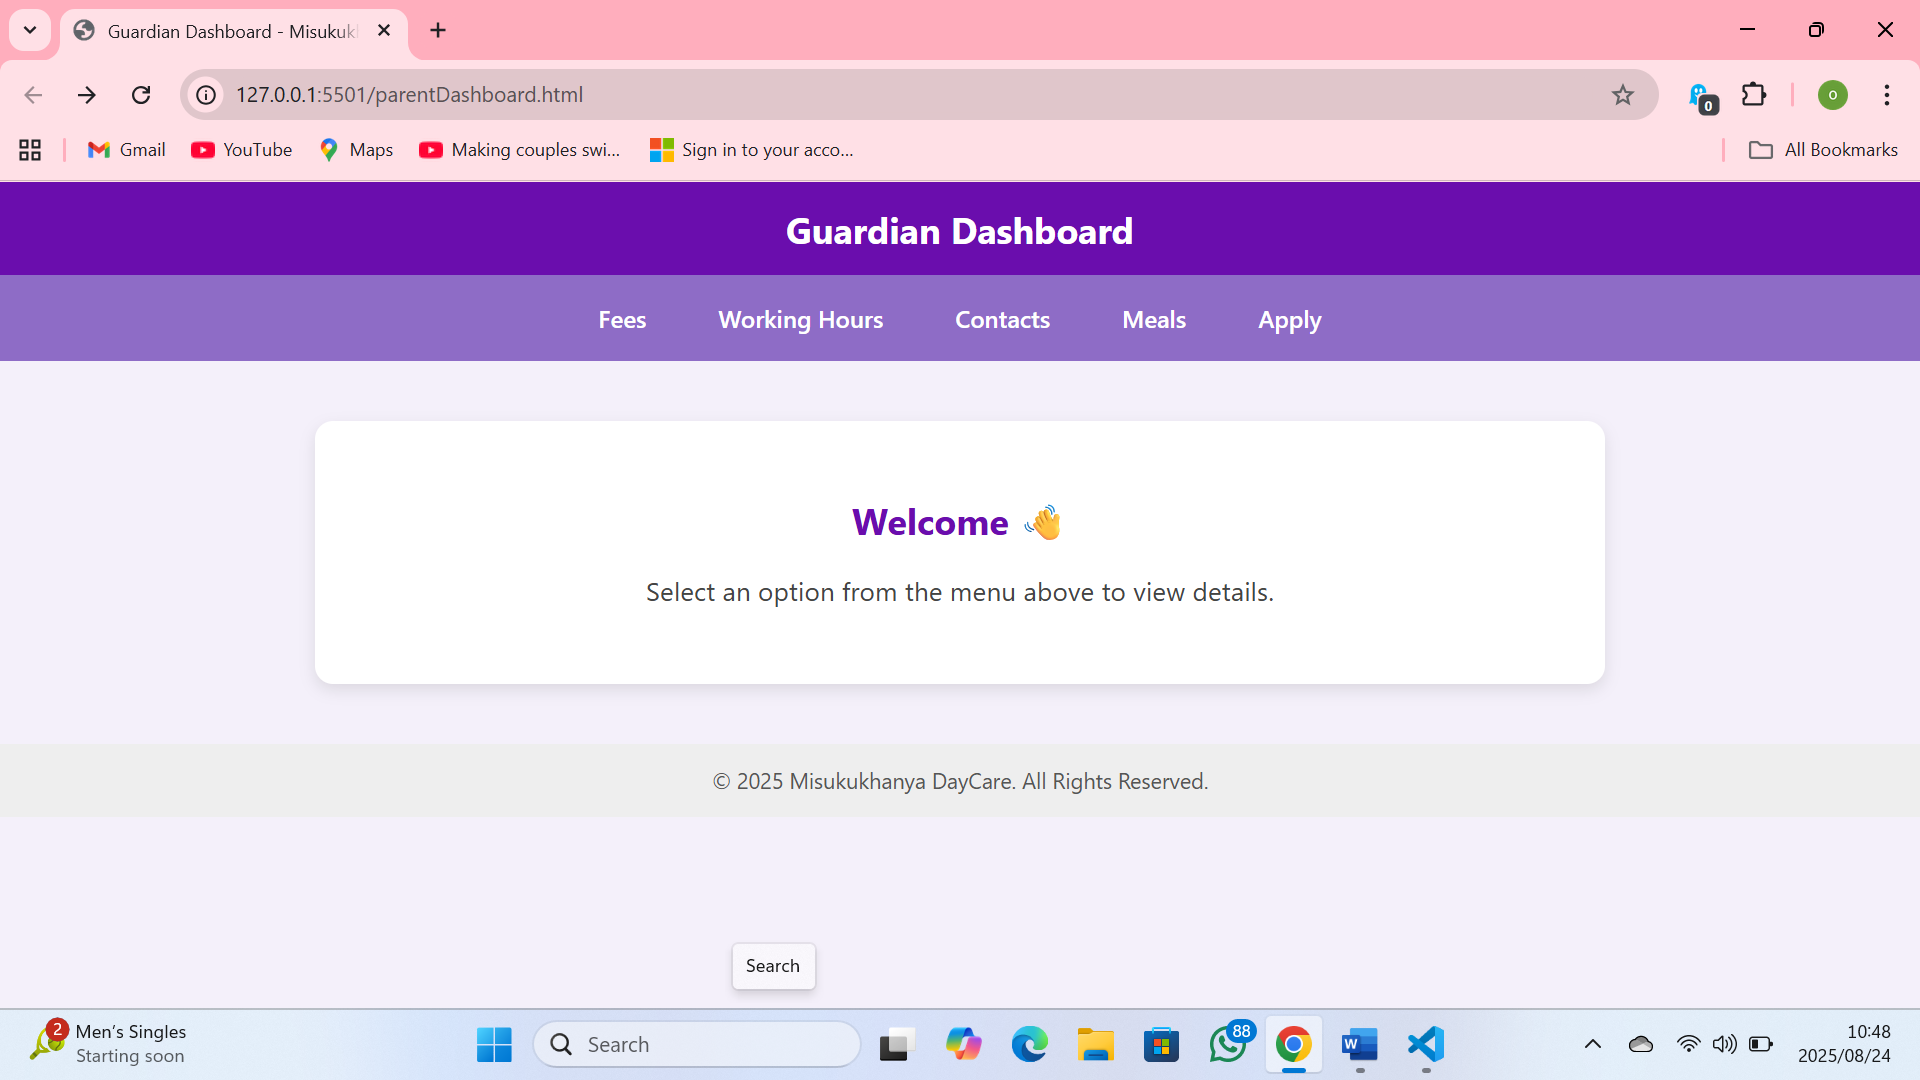 Guardian Dashboard - Misukuk
127.0.0.1:5501/parentDashboard.html
0
O
Gmail
YouTube
Maps
Making couples swi...
Sign in to your acco...
All Bookmarks
Guardian Dashboard
Fees
Working Hours
Contacts
Meals
Apply
Welcome 👋
Select an option from the menu above to view details.
© 2025 Misukukhanya DayCare. All Rights Reserved.
Search
2
Men's Singles
Starting soon
Search
88
W
10:48
2025/08/24